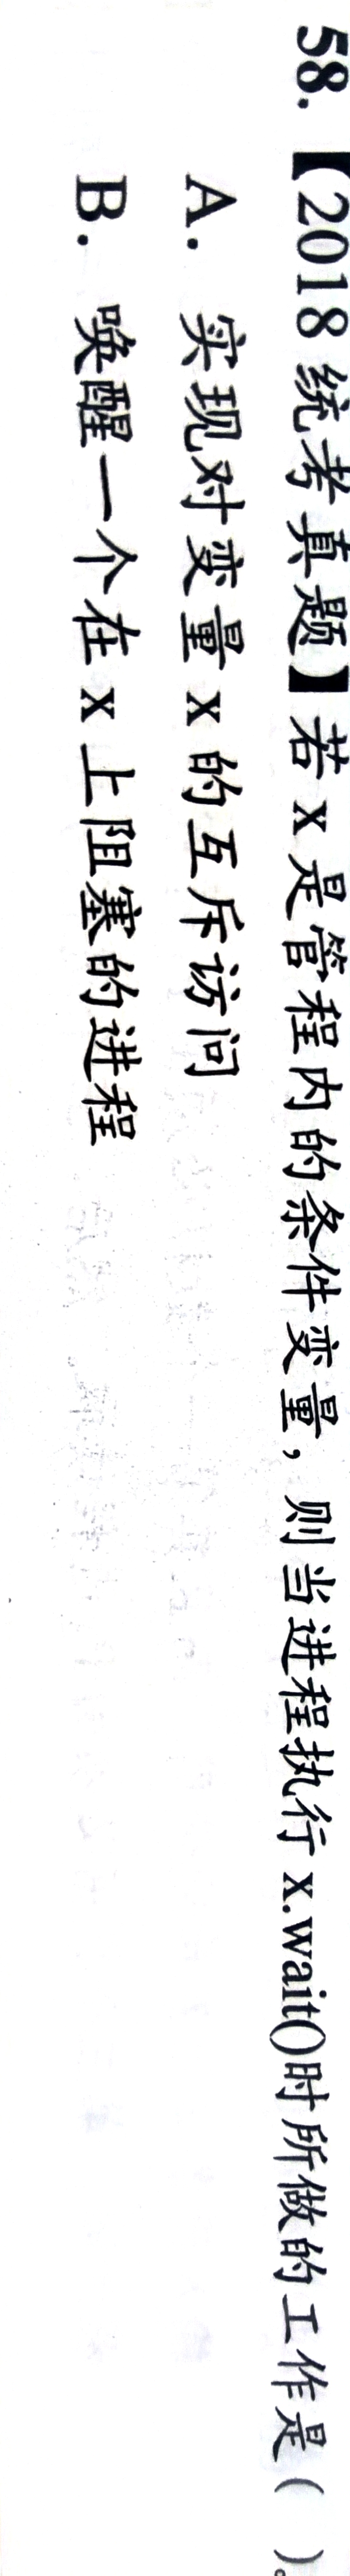 58.【2018 统考真题】若 x 是管程内的条件变量，则当进程执行 x.wait()时所做的工作是( )。
A. 实现对变量 x 的互斥访问
B. 唤醒一个在 x 上阻塞的进程